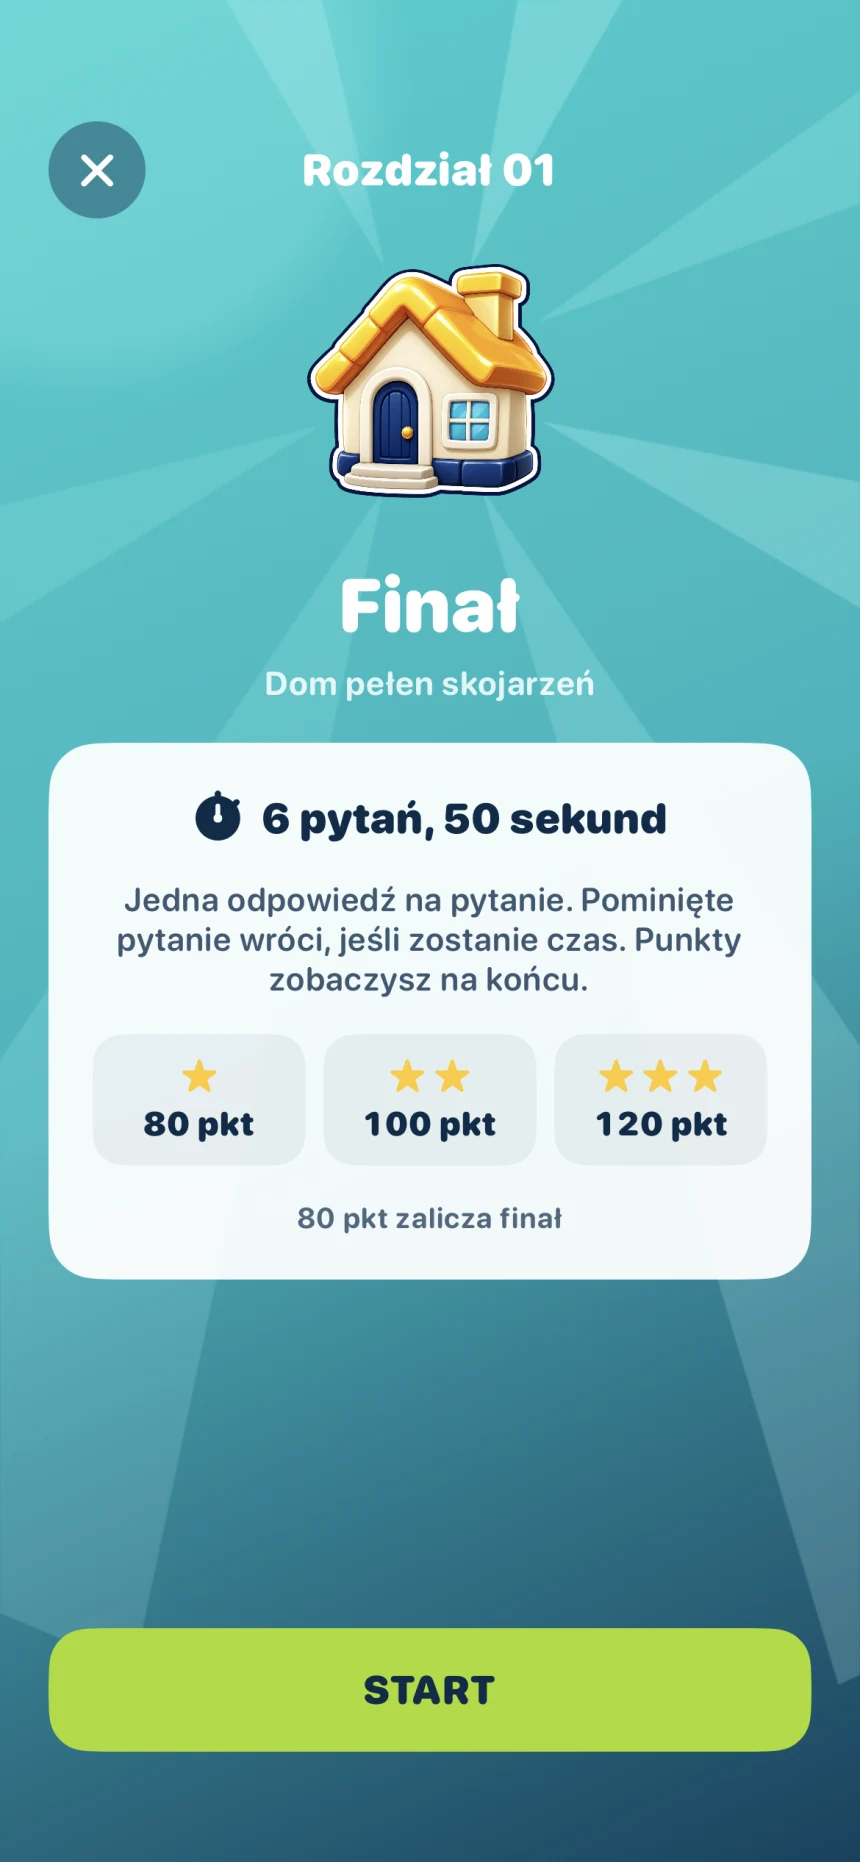 Rozdział 01
Finał
Dom pełen skojarzeń
6 pytań, 50 sekund
Jedna odpowiedź na pytanie. Pominięte
pytanie wróci, jeśli zostanie czas. Punkty
zobaczysz na końcu.
80 pkt
100 pkt
120 pkt
80 pkt zalicza finał
START